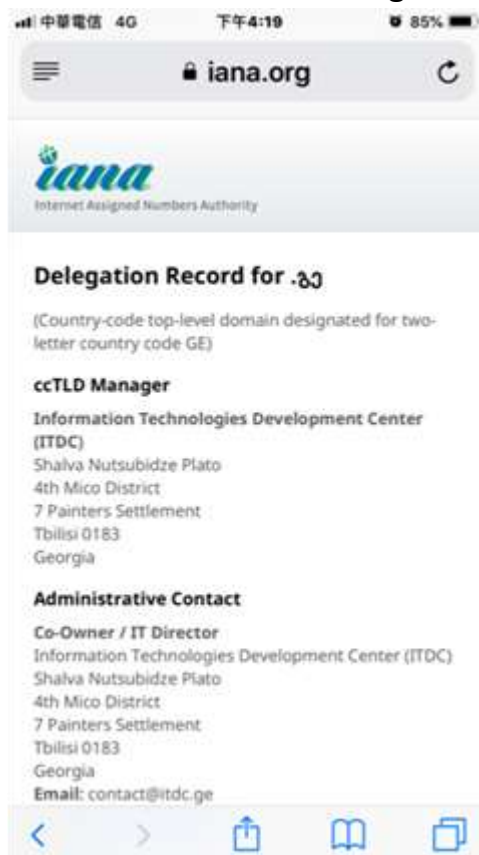 中華電信 4G 下午4:19 85%
iana.org
iana
Internet Assigned Numbers Authority
Delegation Record for .გე
(Country-code top-level domain designated for two-
letter country code GE)
ccTLD Manager
Information Technologies Development Center
(ITDC)
Shalva Nutsubidze Plato
4th Mico District
7 Painters Settlement
Tbilisi 0183
Georgia
Administrative Contact
Co-Owner / IT Director
Information Technologies Development Center (ITDC)
Shalva Nutsubidze Plato
4th Mico District
7 Painters Settlement
Tbilisi 0183
Georgia
Email: contact@itdc.ge